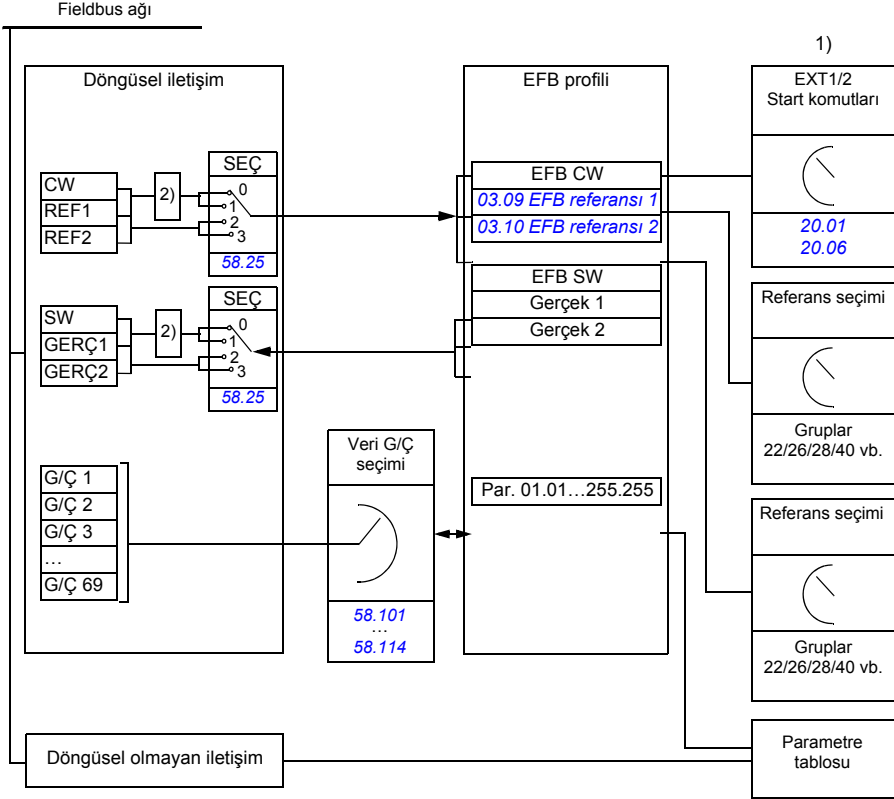 Fieldbus ağı
Döngüsel iletişim
CW
REF1
REF2
2)
SEÇ
0
1
2
3
58.25
SW
GERÇ1
GERÇ2
2)
SEÇ
0
1
2
3
58.25
G/Ç 1
G/Ç 2
G/Ç 3
…
G/Ç 69
Veri G/Ç
seçimi
58.101
…
58.114
EFB profili
EFB CW
03.09 EFB referansı 1
03.10 EFB referansı 2
EFB SW
Gerçek 1
Gerçek 2
Par. 01.01…255.255
1)
EXT1/2
Start komutları
20.01
20.06
Referans seçimi
Gruplar
22/26/28/40 vb.
Referans seçimi
Gruplar
22/26/28/40 vb.
Döngüsel olmayan iletişim
Parametre
tablosu